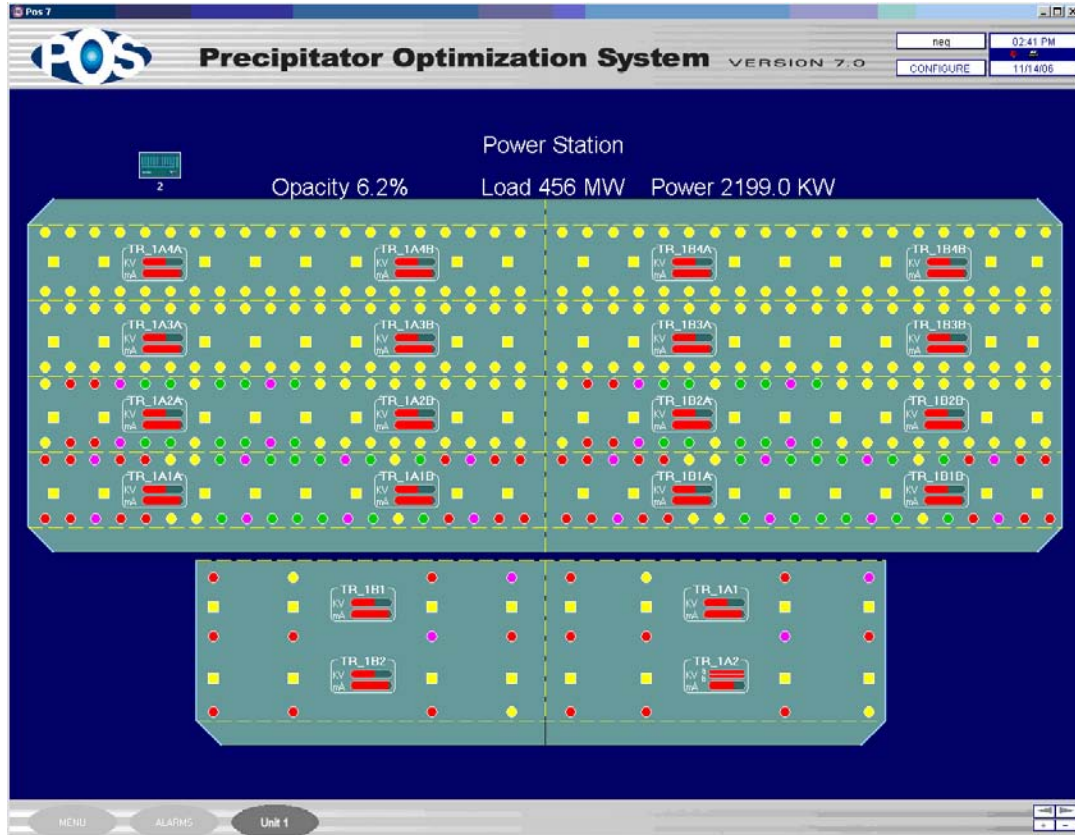 Pos 7
POS
Precipitator Optimization System VERSION 7.0
neq
02:41 PM
CONFIGURE
11/14/06
Power Station
2
Opacity 6.2% Load 456 MW Power 2199.0 KW
TR_1A4A TR_1A4B TR_1B4A TR_1B4B
KV KV KV KV
mA mA mA mA
TR_1A3A TR_1A3B TR_1B3A TR_1B3B
KV KV KV KV
mA mA mA mA
TR_1A2A TR_1A2B TR_1B2A TR_1B2B
KV KV KV KV
mA mA mA mA
TR_1A1A TR_1A1B TR_1B1A TR_1B1B
KV KV KV KV
mA mA mA mA
TR_1B1 TR_1A1
KV KV
mA mA
TR_1B2 TR_1A2
KV KV a
b
mA mA
MENU ALARMS Unit 1
+ -